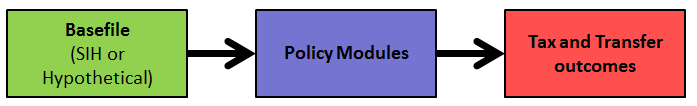 Basefile
(SIH or
Hypothetical)
Policy Modules
Tax and Transfer
outcomes